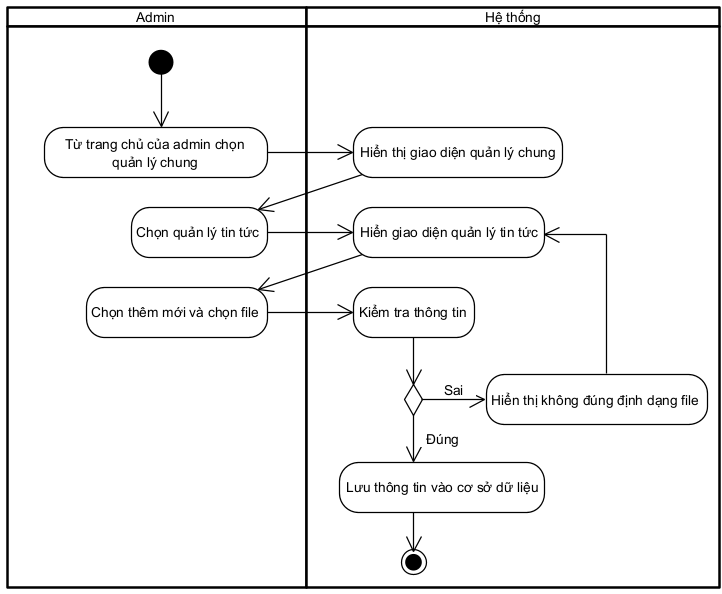 Admin
Hệ thống
Từ trang chủ của admin chọn
quản lý chung
Hiển thị giao diện quản lý chung
Chọn quản lý tin tức
Hiển giao diện quản lý tin tức
Chọn thêm mới và chọn file
Kiểm tra thông tin
Sai
Hiển thị không đúng định dạng file
Đúng
Lưu thông tin vào cơ sở dữ liệu